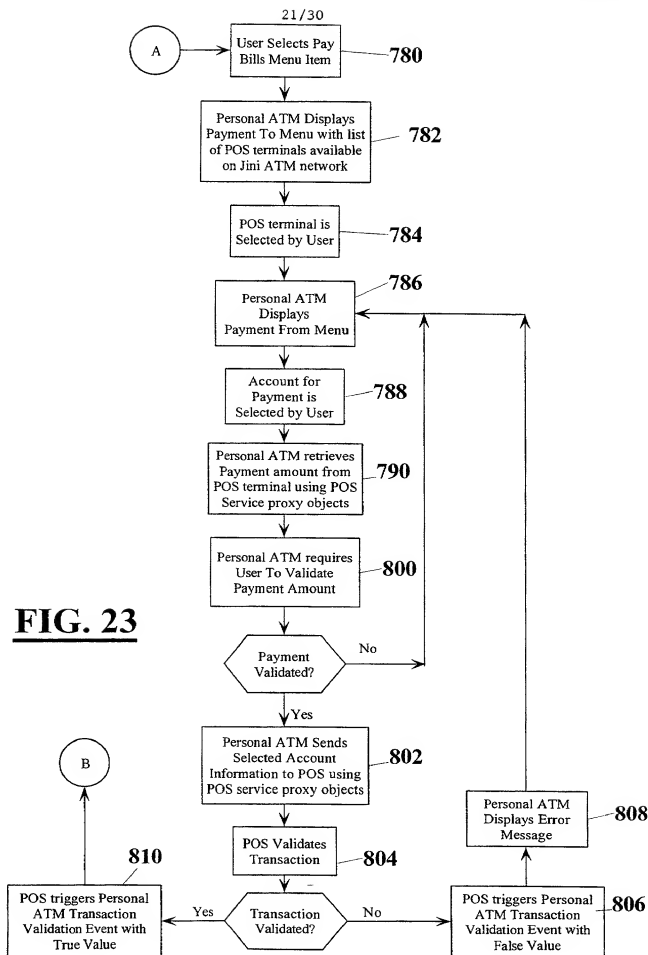 21/30
A
User Selects Pay
Bills Menu Item
780
Personal ATM Displays
Payment To Menu with list
of POS terminals available
on Jini ATM network
782
POS terminal is
Selected by User
784
786
Personal ATM
Displays
Payment From Menu
Account for
Payment is
Selected by User
788
Personal ATM retrieves
Payment amount from
POS terminal using POS
Service proxy objects
790
Personal ATM requires
User To Validate
Payment Amount
800
FIG. 23
Payment
Validated?
No
Yes
Personal ATM Sends
Selected Account
Information to POS using
POS service proxy objects
802
B
Personal ATM
Displays Error
Message
808
POS Validates
Transaction
804
810
POS triggers Personal
ATM Transaction
Validation Event with
True Value
Yes
Transaction
Validated?
No
POS triggers Personal
ATM Transaction
Validation Event with
False Value
806